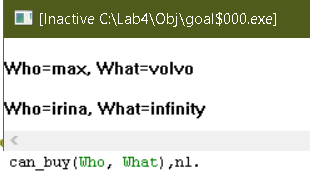 [Inactive C:\Lab4\Obj\goal$000.exe]
Who=max, What=volvo
Who=irina, What=infinity
can_buy(Who, What),nl.